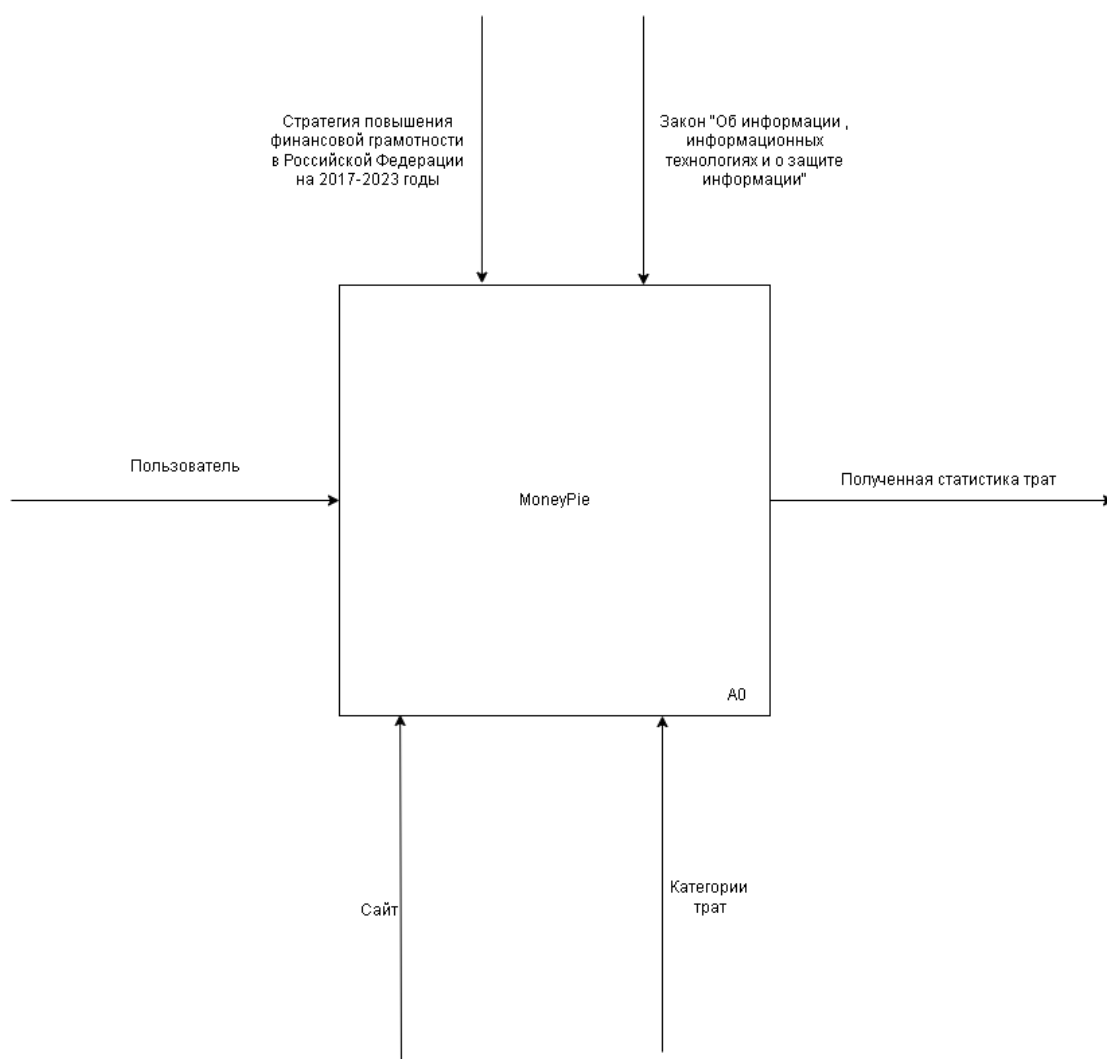 Стратегия повышения
финансовой грамотности
в Российской Федерации
на 2017-2023 годы
Закон "Об информации ,
информационных
технологиях и о защите
информации"
Пользователь
MoneyPie
Полученная статистика трат
A0
Сайт
Категории
трат